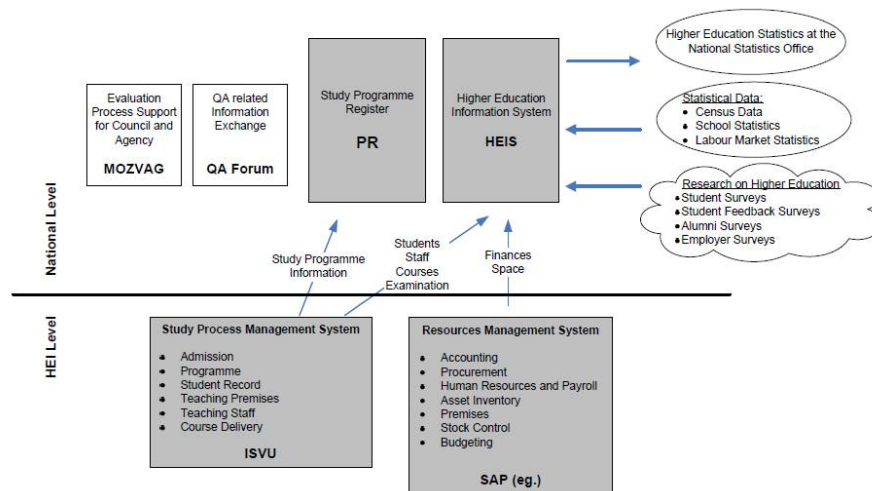 Higher Education Statistics at the
National Statistics Office
Evaluation
Process Support
for Council and
Agency
MOZVAG
QA related
Information
Exchange
QA Forum
Study Programme
Register
PR
Higher Education
Information System
HEIS
Statistical Data:
Census Data
School Statistics
Labour Market Statistics
Research on Higher Education
Student Surveys
Student Feedback Surveys
Alumni Surveys
Employer Surveys
National Level
Study Programme
Information
Students
Staff
Courses
Examination
Finances
Space
HEI Level
Study Process Management System
Admission
Programme
Student Record
Teaching Premises
Teaching Staff
Course Delivery
ISVU
Resources Management System
Accounting
Procurement
Human Resources and Payroll
Asset Inventory
Premises
Stock Control
Budgeting
SAP (eg.)